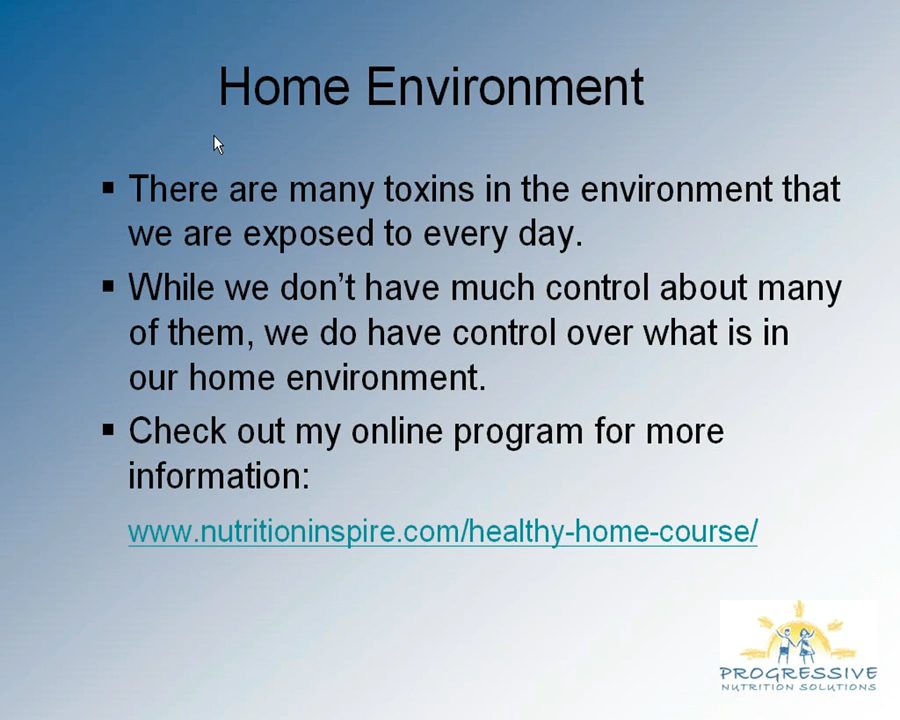 Home Environment
▪ There are many toxins in the environment that
we are exposed to every day.
▪ While we don’t have much control about many
of them, we do have control over what is in
our home environment.
▪ Check out my online program for more
information:
www.nutritioninspire.com/healthy-home-course/
PROGRESSIVE
NUTRITION SOLUTIONS